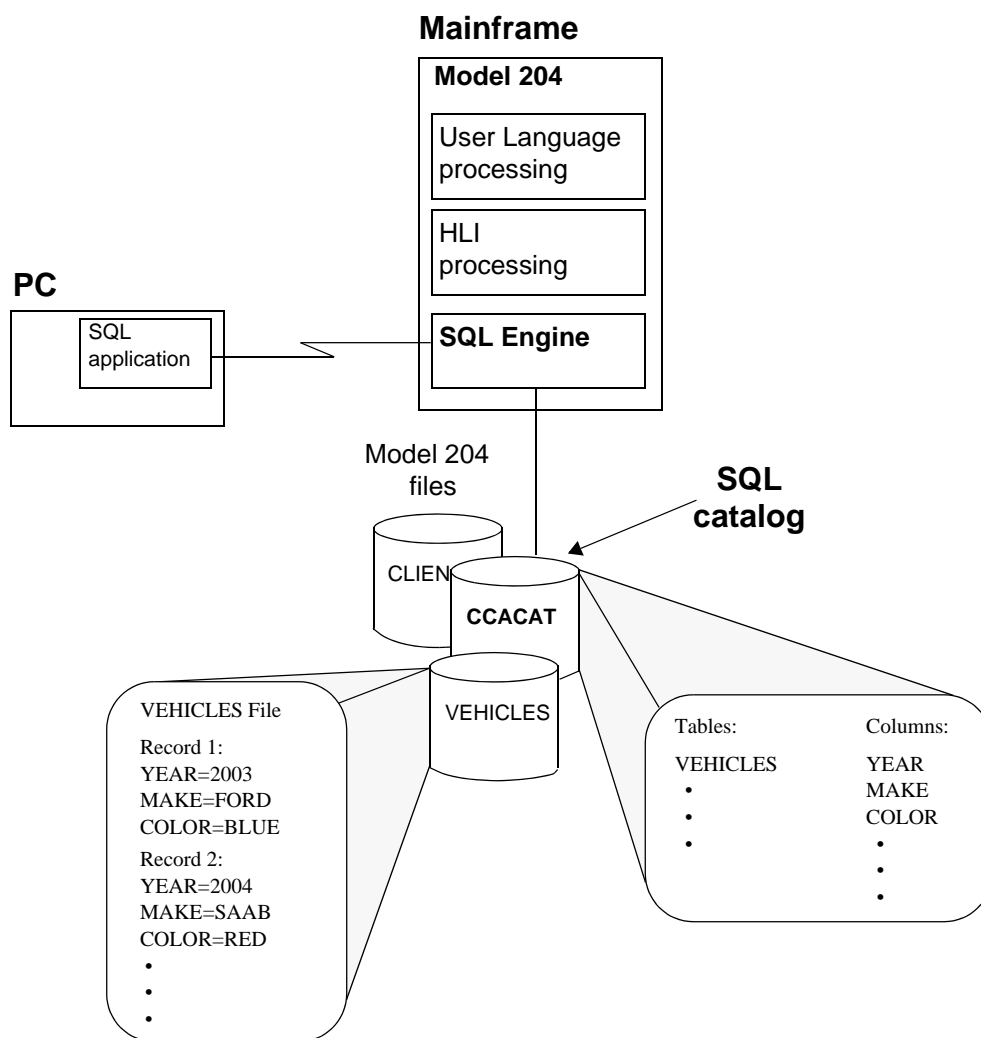 Mainframe
Model 204
User Language
processing
HLI
processing
PC
SQL
application
SQL Engine
Model 204
files
SQL
catalog
CLIEN
CCACAT
VEHICLES
VEHICLES File
Record 1:
YEAR=2003
MAKE=FORD
COLOR=BLUE
Record 2:
YEAR=2004
MAKE=SAAB
COLOR=RED
•
•
•
Tables:
VEHICLES
•
•
•
Columns:
YEAR
MAKE
COLOR
•
•
•